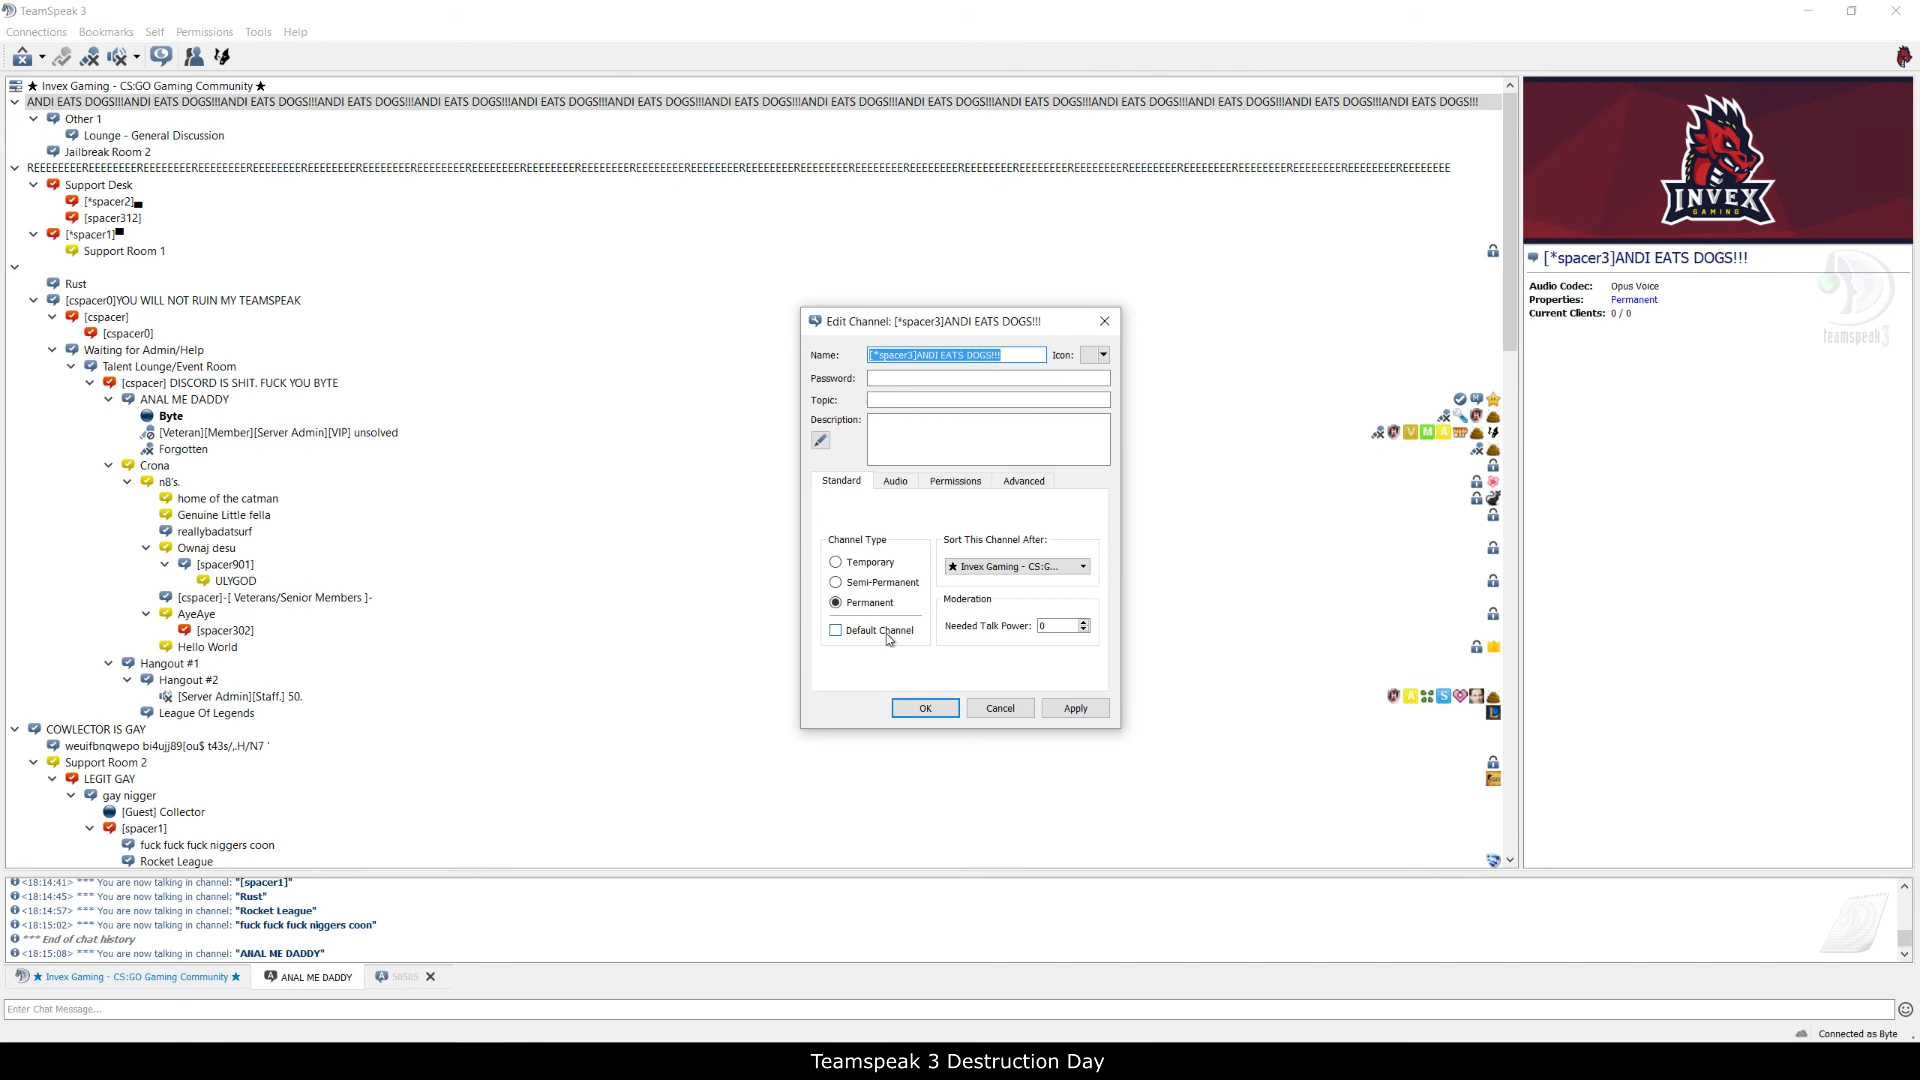 TeamSpeak 3
Connections Bookmarks Self Permissions Tools Help
★ Invex Gaming - CS:GO Gaming Community ★
ANDI EATS DOGS!!!ANDI EATS DOGS!!!ANDI EATS DOGS!!!ANDI EATS DOGS!!!ANDI EATS DOGS!!!ANDI EATS DOGS!!!ANDI EATS DOGS!!!ANDI EATS DOGS!!!ANDI EATS DOGS!!!ANDI EATS DOGS!!!ANDI EATS DOGS!!!ANDI EATS DOGS!!!ANDI EATS DOGS!!!ANDI EATS DOGS!!!ANDI EATS DOGS!!!
Other 1
Lounge - General Discussion
Jailbreak Room 2
REEEEEEEEREEEEEEEEREEEEEEEEREEEEEEEEREEEEEEEEREEEEEEEEREEEEEEEEREEEEEEEEREEEEEEEEREEEEEEEEREEEEEEEEREEEEEEEEREEEEEEEEREEEEEEEEREEEEEEEEREEEEEEEEREEEEEEEEREEEEEEEEREEEEEEEEREEEEEEEEREEEEEEEEREEEEEEEEREEEEEEEEREEEEEEEEREEEEEEEEREEEEEEE
Support Desk
[*spacer2]▄
[spacer312]
[*spacer1]▀
Support Room 1
Rust
[cspacer0]YOU WILL NOT RUIN MY TEAMSPEAK
[cspacer]
[cspacer0]
Waiting for Admin/Help
Talent Lounge/Event Room
[cspacer] DISCORD IS SHIT. FUCK YOU BYTE
ANAL ME DADDY
Byte
[Veteran][Member][Server Admin][VIP] unsolved
Forgotten
Crona
n8's.
home of the catman
Genuine Little fella
reallybadatsurf
Ownaj desu
[spacer901]
ULYGOD
[cspacer]-[ Veterans/Senior Members ]-
AyeAye
[spacer302]
Hello World
Hangout #1
Hangout #2
[Server Admin][Staff.] 50.
League Of Legends
COWLECTOR IS GAY
weuifbnqwepo bi4ujj89[ou$ t43s/,.H/N7 '
Support Room 2
LEGIT GAY
gay nigger
[Guest] Collector
[spacer1]
fuck fuck fuck niggers coon
Rocket League
Edit Channel: [*spacer3]ANDI EATS DOGS!!!
Name: [*spacer3]ANDI EATS DOGS!!! Icon:
Password:
Topic:
Description:
Standard Audio Permissions Advanced
Channel Type
Temporary
Semi-Permanent
Permanent
Default Channel
Sort This Channel After:
★ Invex Gaming - CS:G...
Moderation
Needed Talk Power: 0
OK Cancel Apply
INVEX
GAMING
[*spacer3]ANDI EATS DOGS!!!
Audio Codec: Opus Voice
Properties: Permanent
Current Clients: 0 / 0
teamspeak3
<18:14:41> *** You are now talking in channel: "[spacer1]"
<18:14:45> *** You are now talking in channel: "Rust"
<18:14:57> *** You are now talking in channel: "Rocket League"
<18:15:02> *** You are now talking in channel: "fuck fuck fuck niggers coon"
*** End of chat history
<18:15:08> *** You are now talking in channel: "ANAL ME DADDY"
★ Invex Gaming - CS:GO Gaming Community ★ ANAL ME DADDY
Enter Chat Message...
Connected as Byte
Teamspeak 3 Destruction Day